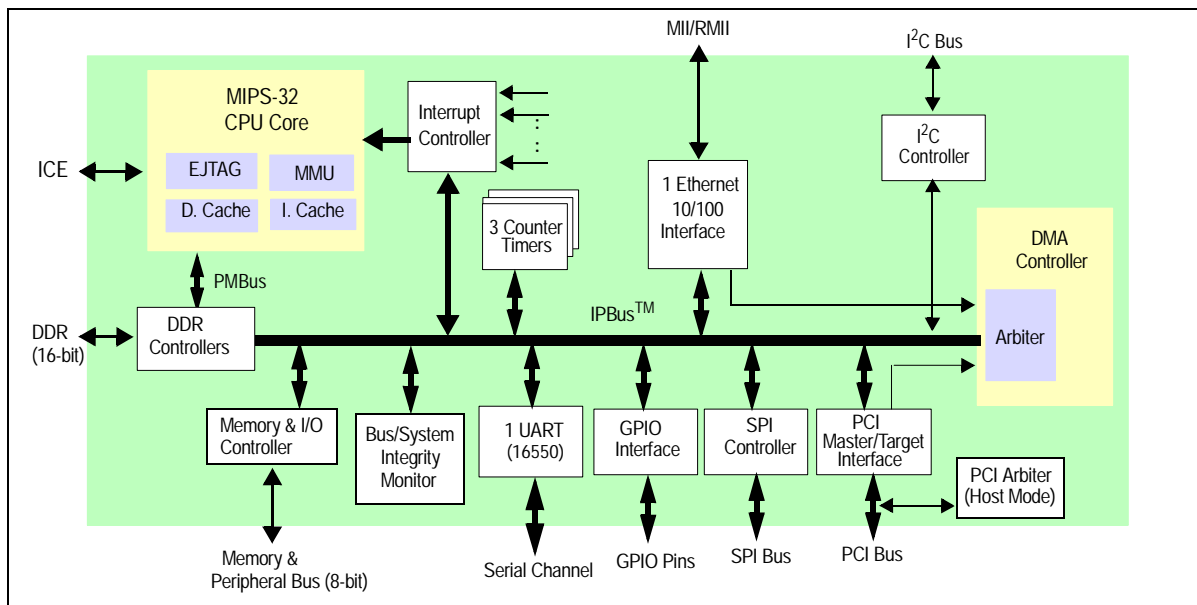 MII/RMII
I²C Bus
MIPS-32
CPU Core
EJTAG
MMU
D. Cache
I. Cache
Interrupt
Controller
ICE
I²C
Controller
1 Ethernet
10/100
Interface
3 Counter
Timers
DMA
Controller
Arbiter
PMBus
IPBus™
DDR
(16-bit)
DDR
Controllers
Memory & I/O
Controller
Bus/System
Integrity
Monitor
1 UART
(16550)
GPIO
Interface
SPI
Controller
PCI
Master/Target
Interface
PCI Arbiter
(Host Mode)
Memory &
Peripheral Bus (8-bit)
Serial Channel
GPIO Pins
SPI Bus
PCI Bus